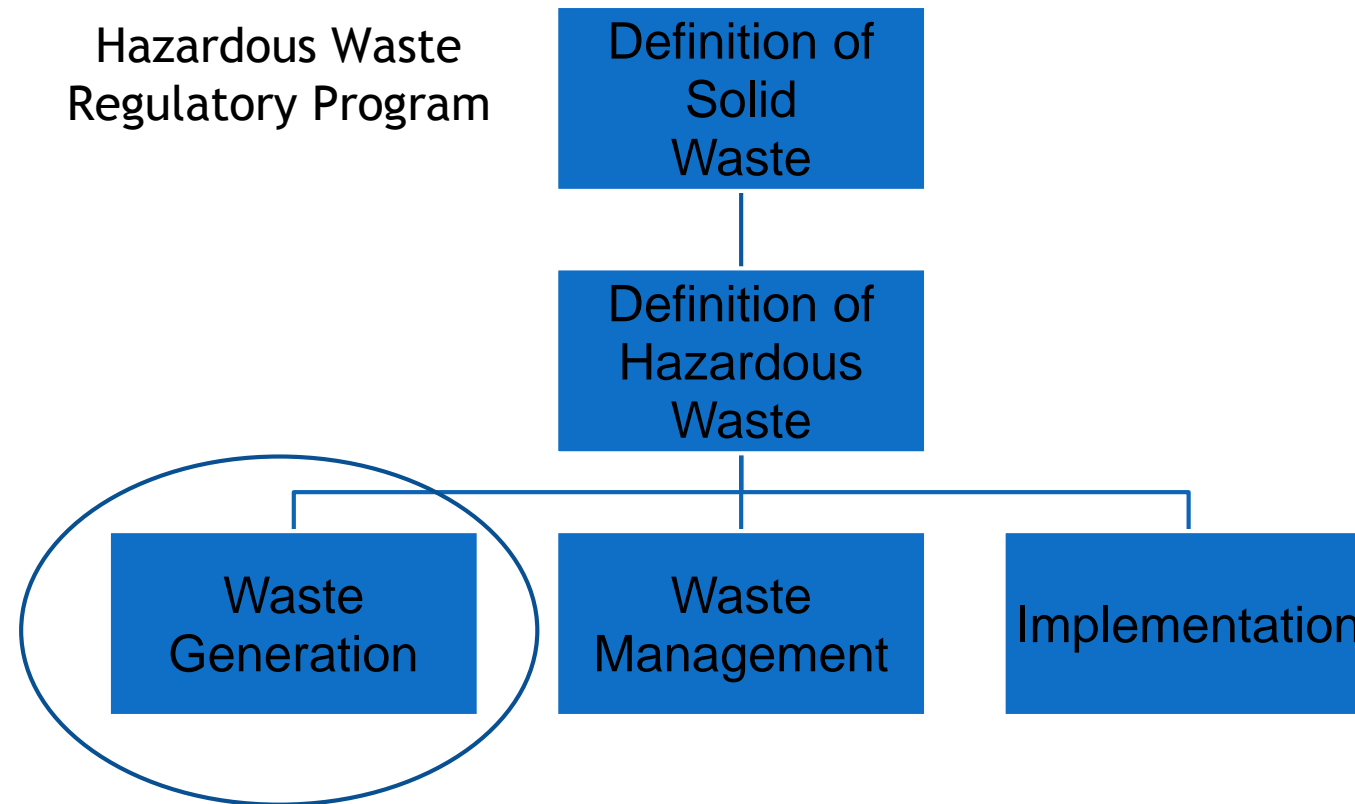 Hazardous Waste
Regulatory Program
Definition of
Solid
Waste
Definition of
Hazardous
Waste
Waste
Generation
Waste
Management
Implementation